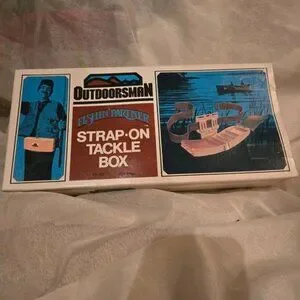 OUTDOORSMAN
FISHIN' PARTNER
STRAP-ON
TACKLE
BOX